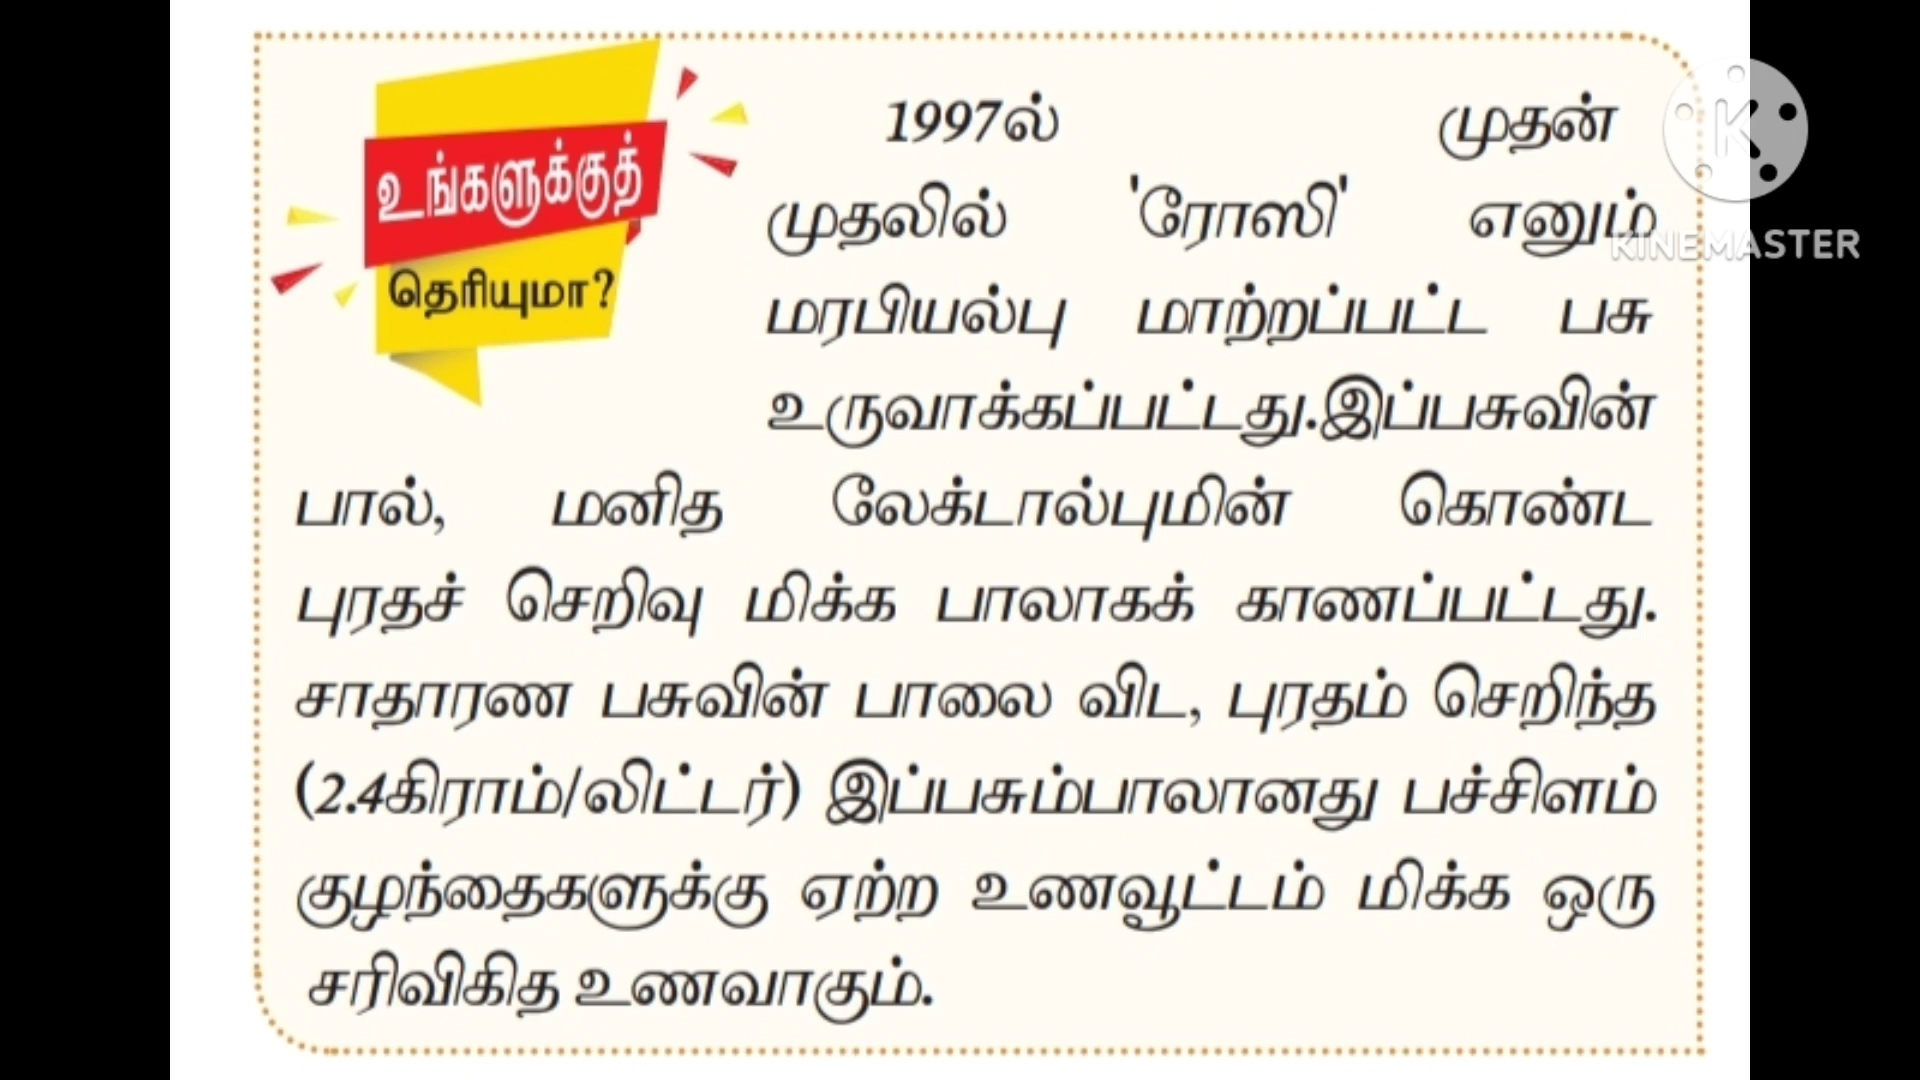 உங்களுக்குத்
தெரியுமா?
1997ல் முதன்
முதலில் 'ரோஸி' எனும்
மரபியல்பு மாற்றப்பட்ட பசு
உருவாக்கப்பட்டது.இப்பசுவின்
பால், மனித லேக்டால்புமின் கொண்ட
புரதச் செறிவு மிக்க பாலாகக் காணப்பட்டது.
சாதாரண பசுவின் பாலை விட, புரதம் செறிந்த
(2.4கிராம்/லிட்டர்) இப்பசும்பாலானது பச்சிளம்
குழந்தைகளுக்கு ஏற்ற உணவூட்டம் மிக்க ஒரு
சரிவிகித உணவாகும்.
K
KINEMASTER